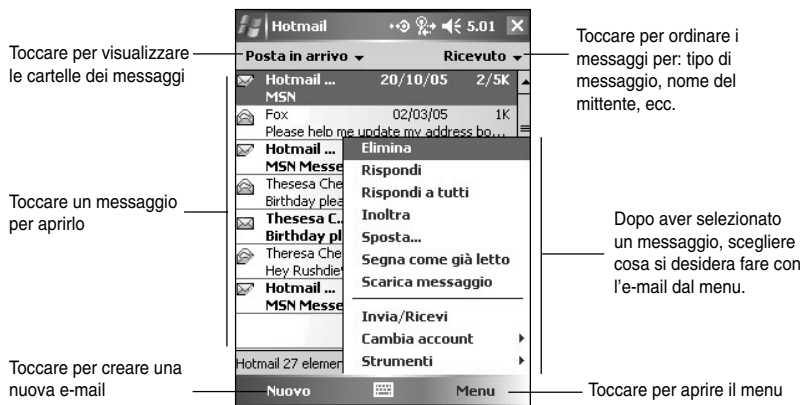 Hotmail 5.01
Posta in arrivo Ricevuto
Hotmail ... 20/10/05 2/5K
MSN
Fox 02/03/05 1K
Please help me update my address bo...
Hotmail ...
MSN Messe
Thesesa Che
Birthday plea
Thesesa C..
Birthday pl
Theresa Che
Hey Rushdie
Hotmail ...
MSN Messe
Hotmail 27 elemen
Elimina
Rispondi
Rispondi a tutti
Inoltra
Sposta...
Segna come già letto
Scarica messaggio
Invia/Ricevi
Cambia account
Strumenti
Nuovo Menu
Toccare per visualizzare
le cartelle dei messaggi
Toccare un messaggio
per aprirlo
Toccare per creare una
nuova e-mail
Toccare per ordinare i
messaggi per: tipo di
messaggio, nome del
mittente, ecc.
Dopo aver selezionato
un messaggio, scegliere
cosa si desidera fare con
l'e-mail dal menu.
Toccare per aprire il menu